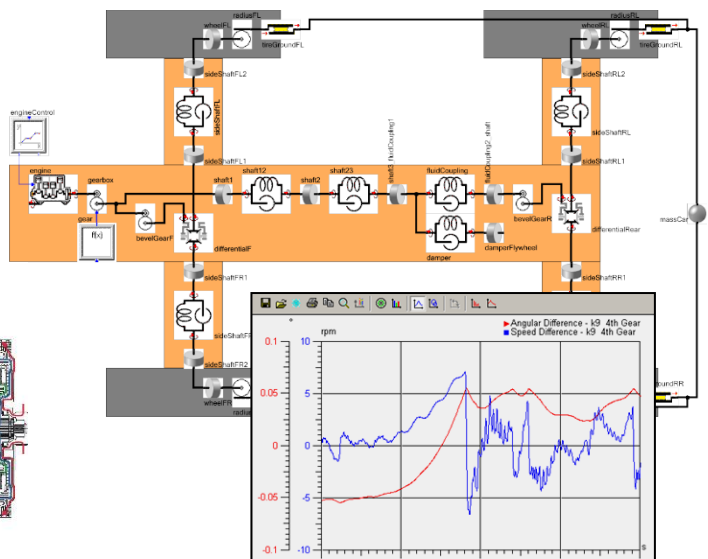 radiusFL
wheelFL
tireGroundFL
radiusRL
wheelRL
tireGroundRL
sideShaftFL2
sideShaftRL2
engineControl
sideShaftFL
sideShaftRL
sideShaftFL1
shaft3_fluidCoupling1
fluidCoupling2_shaft
sideShaftRL1
engine
gearbox
shaft1
shaft12
shaft2
shaft23
fluidCoupling
massCar
gear
bevelGearF
bevelGearR
f(x)
differentialF
damper
damperFlywheel
differentialRear
sideShaftFR1
sideShaftRR1
rpm
Angular Difference - k9 4th Gear
Speed Difference - k9 4th Gear
0.1
10
sideShaftFR2
0.05
5
wheelFR
0
0
-0.05
-5
-0.1
-10
s